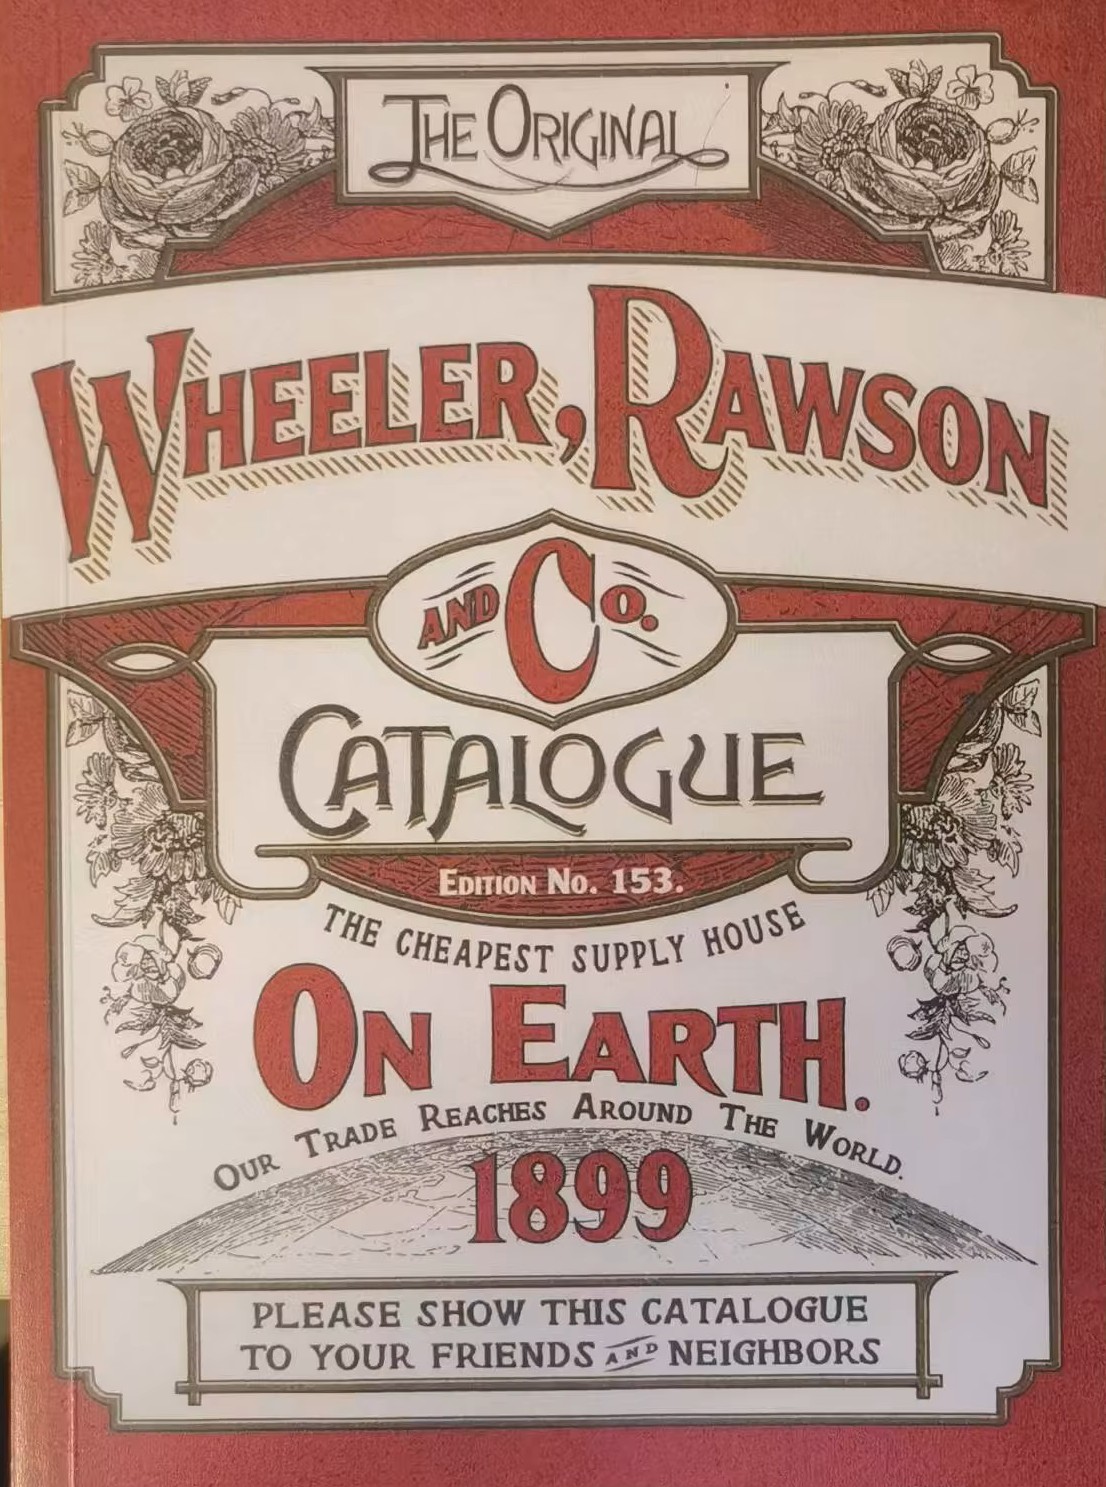 THE ORIGINAL
WHEELER, RAWSON
AND CO.
CATALOGUE
EDITION NO. 153.
THE CHEAPEST SUPPLY HOUSE
ON EARTH.
OUR TRADE REACHES AROUND THE WORLD.
1899
PLEASE SHOW THIS CATALOGUE
TO YOUR FRIENDS AND NEIGHBORS